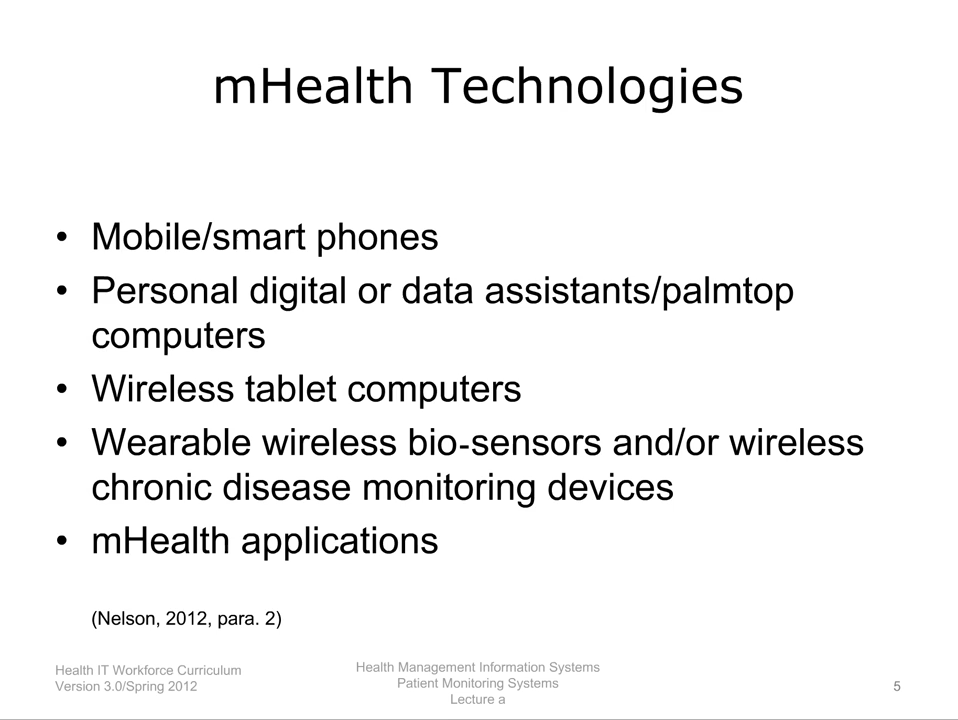 mHealth Technologies
• Mobile/smart phones
• Personal digital or data assistants/palmtop
computers
• Wireless tablet computers
• Wearable wireless bio-sensors and/or wireless
chronic disease monitoring devices
• mHealth applications
(Nelson, 2012, para. 2)
Health IT Workforce Curriculum
Version 3.0/Spring 2012
Health Management Information Systems
Patient Monitoring Systems
Lecture a
5